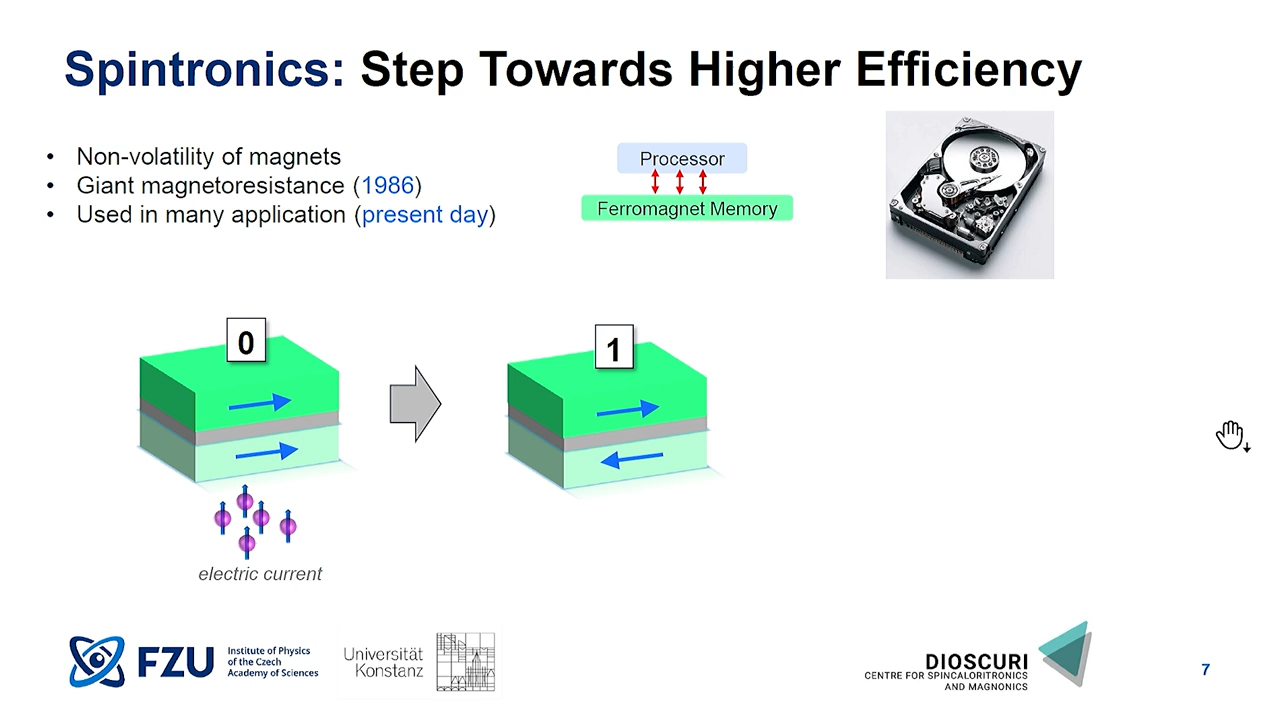 Spintronics: Step Towards Higher Efficiency
• Non-volatility of magnets
• Giant magnetoresistance (1986)
• Used in many application (present day)
Processor
Ferromagnet Memory
0
1
electric current
FZU
Institute of Physics
of the Czech
Academy of Sciences
Universität
Konstanz
DIOSCURI
CENTRE FOR SPINCALORITRONICS
AND MAGNONICS
7